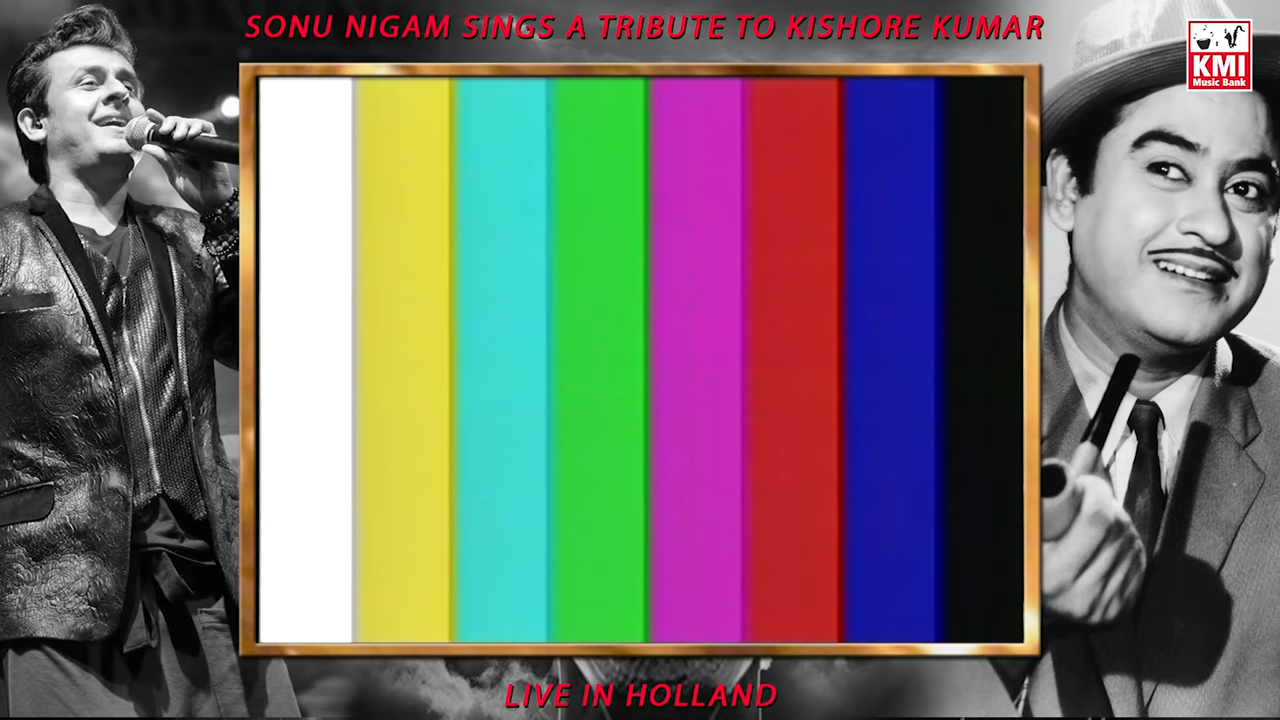 SONU NIGAM SINGS A TRIBUTE TO KISHORE KUMAR
KMI
Music Bank
LIVE IN HOLLAND